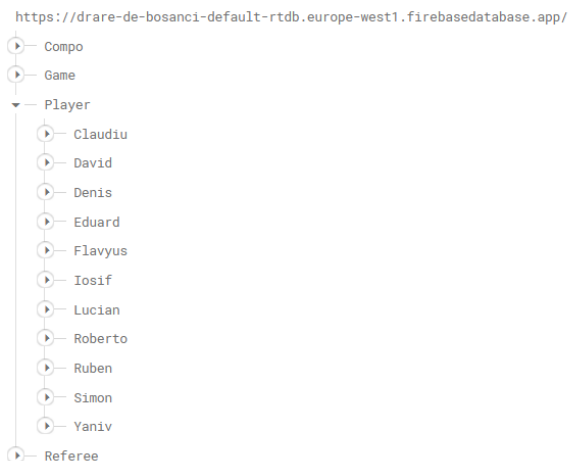 https://drare-de-bosanci-default-rtdb.europe-west1.firebasedatabase.app/
Compo
Game
Player
Claudiu
David
Denis
Eduard
Flavyus
Iosif
Lucian
Roberto
Ruben
Simon
Yaniv
Referee